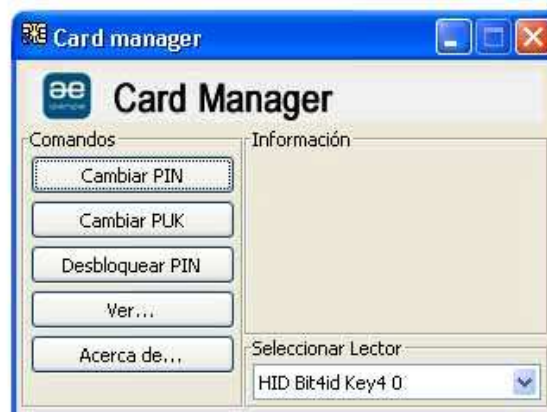 Card manager
ae
Card Manager
Comandos
Información
Cambiar PIN
Cambiar PUK
Desbloquear PIN
Ver...
Acerca de...
Seleccionar Lector
HID Bit4id Key4 0